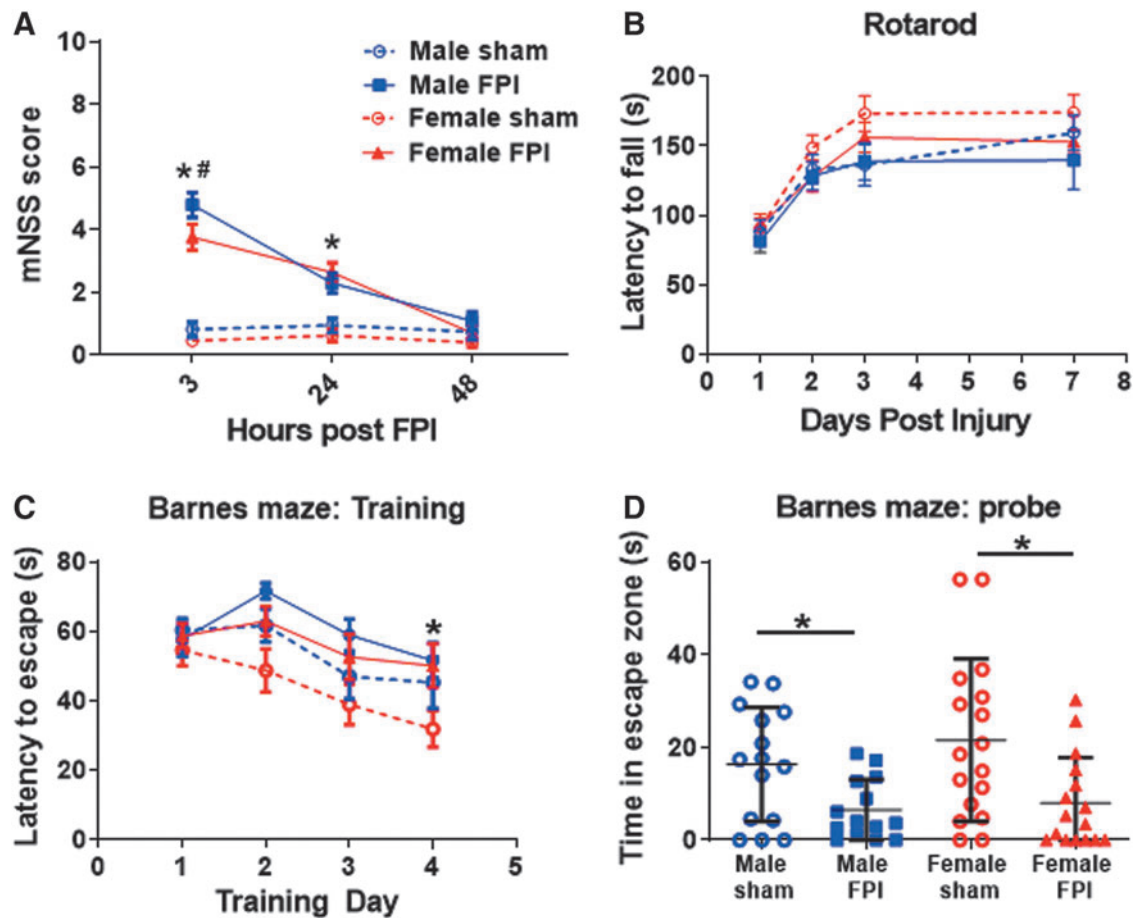 A
mNSS score
10
8
6
4
2
0
Male sham
Male FPI
Female sham
Female FPI
* #
*
3 24 48
Hours post FPI
B
Rotarod
Latency to fall (s)
200
150
100
50
0
0 1 2 3 4 5 6 7 8
Days Post Injury
C
Barnes maze: Training
Latency to escape (s)
80
60
40
20
0
*
0 1 2 3 4 5
Training Day
D
Barnes maze: probe
Time in escape zone (s)
60
40
20
0
*
*
Male sham
Male FPI
Female sham
Female FPI